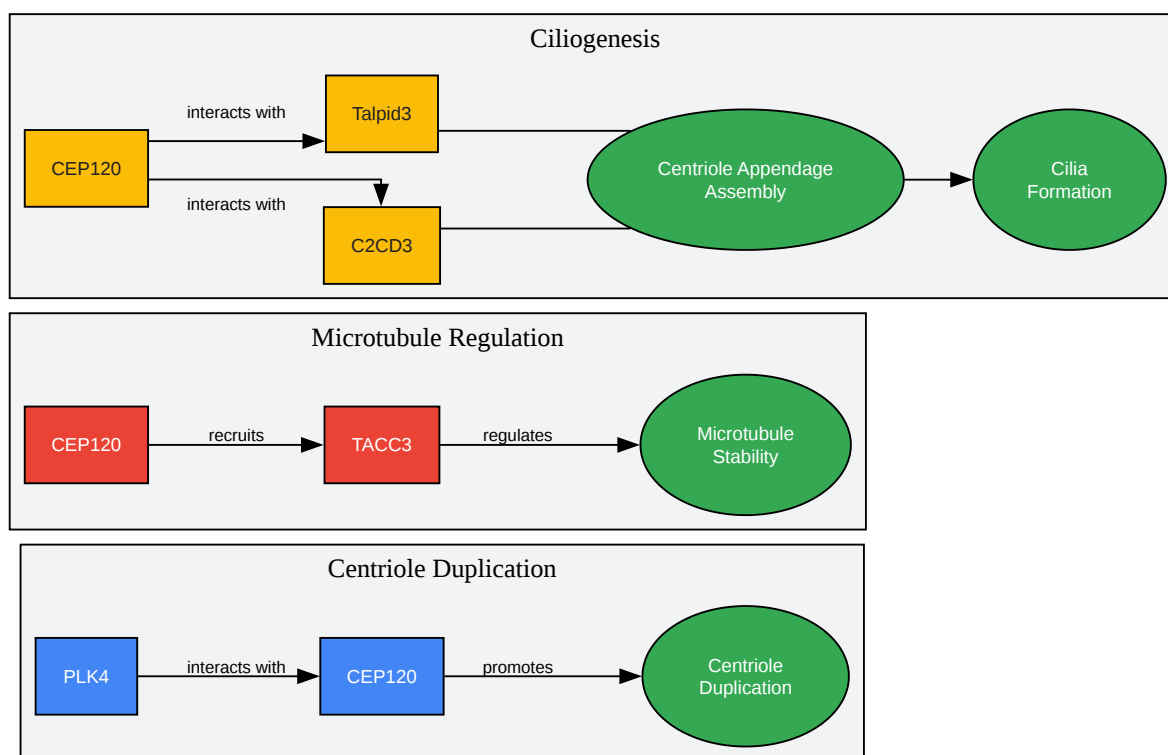 Ciliogenesis
interacts with
Talpid3
CEP120
Centriole Appendage
Assembly
Cilia
Formation
interacts with
C2CD3
Microtubule Regulation
CEP120
recruits
TACC3
regulates
Microtubule
Stability
Centriole Duplication
PLK4
interacts with
CEP120
promotes
Centriole
Duplication